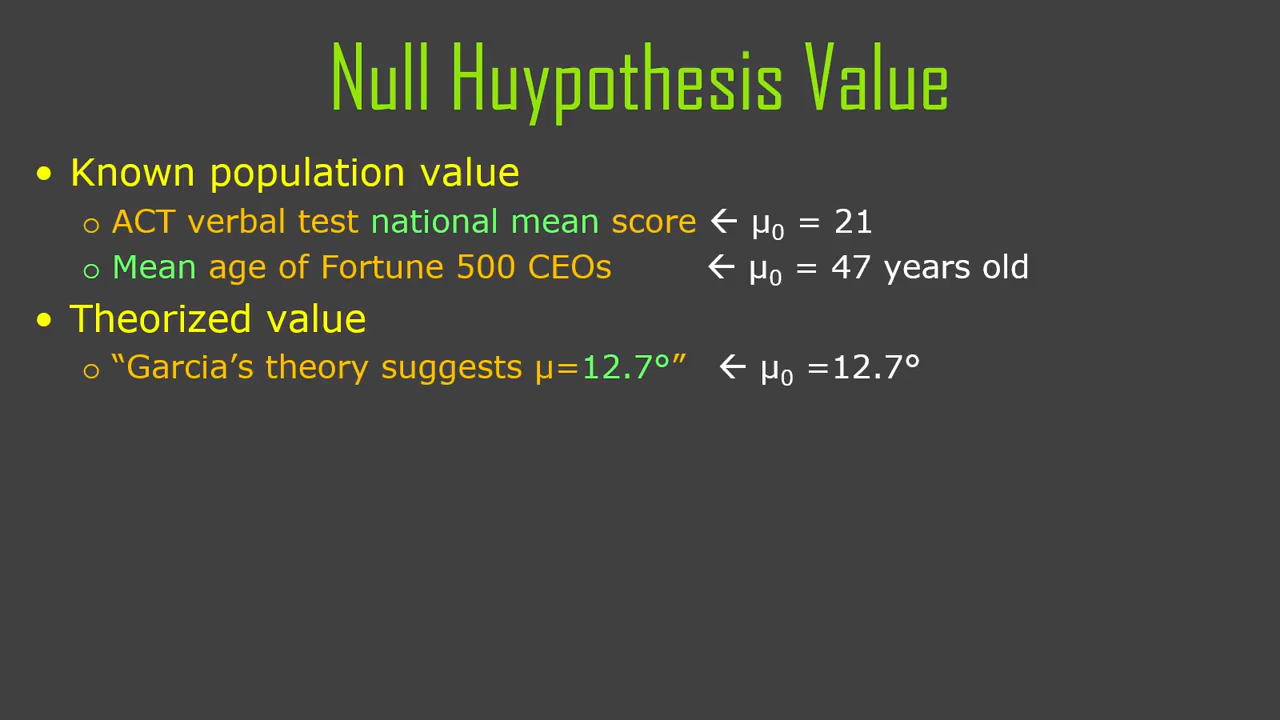 Null Huypothesis Value
• Known population value
o ACT verbal test national mean score ← μ₀ = 21
o Mean age of Fortune 500 CEOs ← μ₀ = 47 years old
• Theorized value
o “Garcia’s theory suggests μ=12.7°” ← μ₀ =12.7°